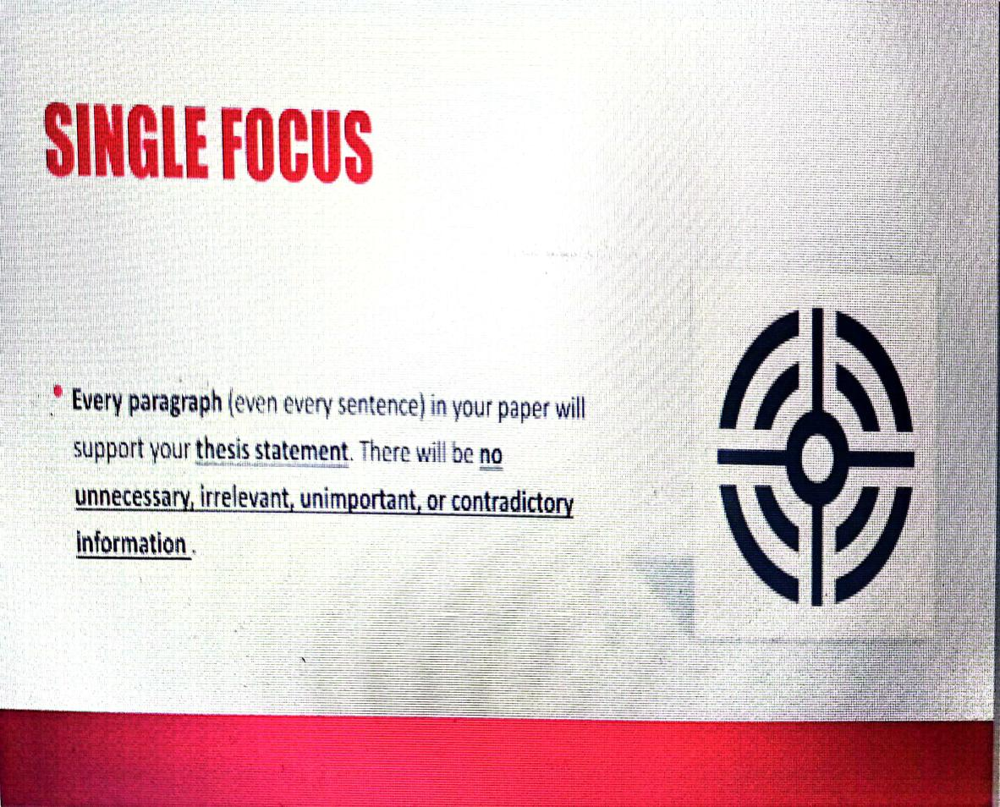 SINGLE FOCUS
• Every paragraph (even every sentence) in your paper will
support your thesis statement. There will be no
unnecessary, irrelevant, unimportant, or contradictory
information .